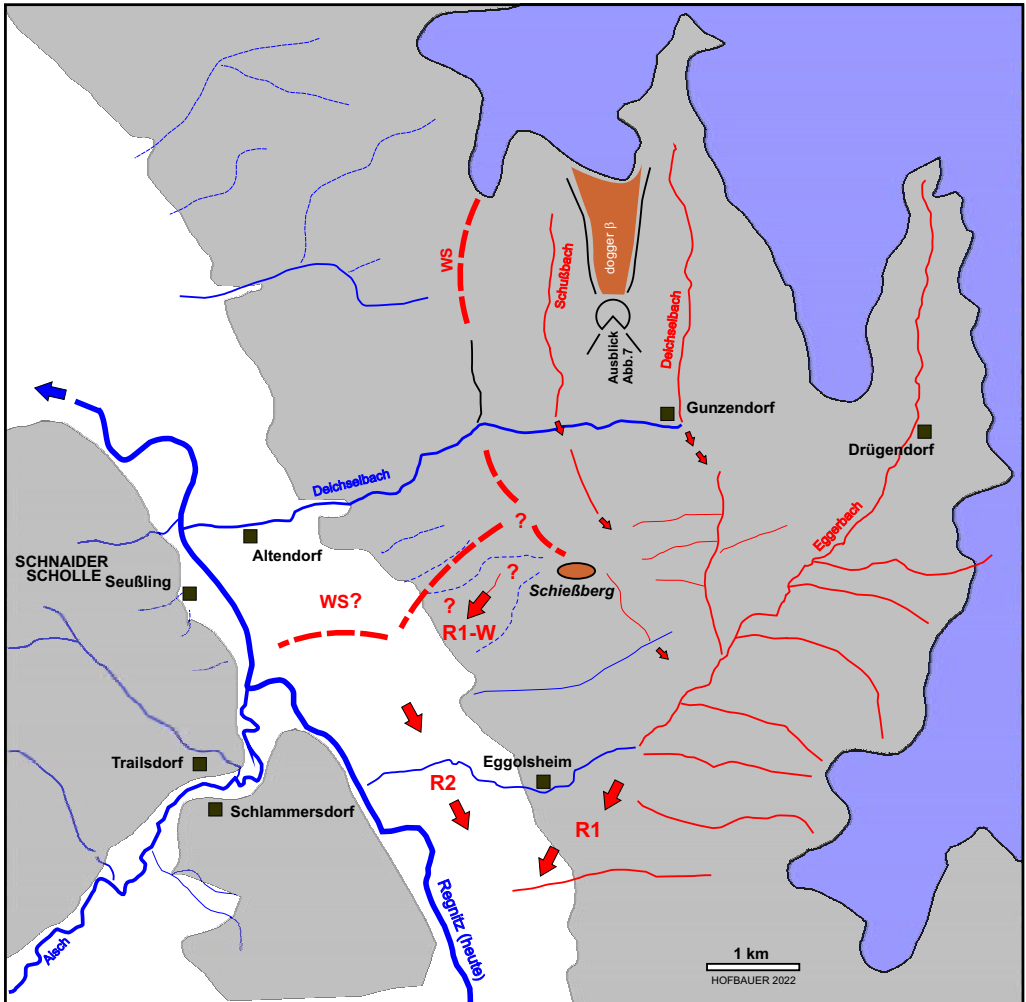 WS
Schußbach
dogger β
Deichselbach
Ausblick
Abb.7
Gunzendorf
Drügendorf
Deichselbach
Eggerbach
?
Altendorf
SCHNAIDER
SCHOLLE
Seußling
?
Schießberg
WS?
?
R1-W
Trailsdorf
Eggolsheim
R2
Schlammersdorf
R1
Regnitz (heute)
Aisch
1 km
HOFBAUER 2022